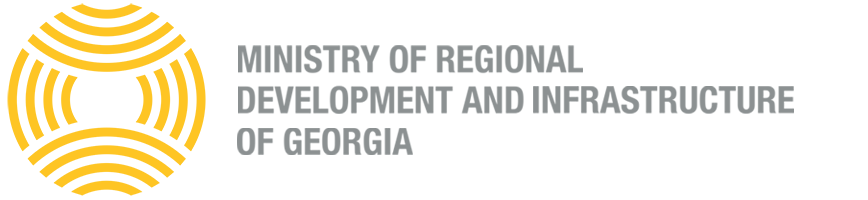 MINISTRY OF REGIONAL
DEVELOPMENT AND INFRASTRUCTURE
OF GEORGIA